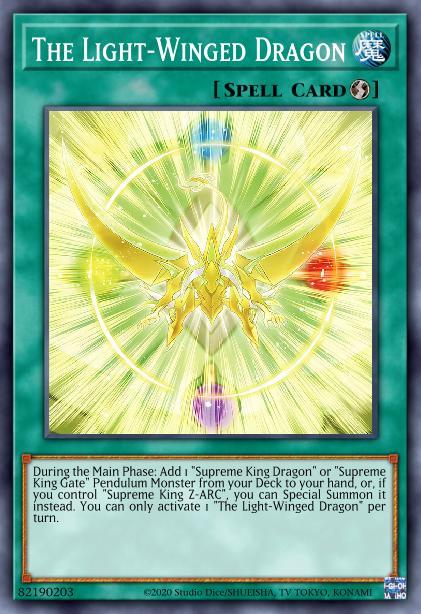 The Light-Winged Dragon
[Spell Card]
During the Main Phase: Add 1 "Supreme King Dragon" or "Supreme
King Gate" Pendulum Monster from your Deck to your hand, or, if
you control "Supreme King Z-ARC", you can Special Summon it
instead. You can only activate 1 "The Light-Winged Dragon" per
turn.
82190203
©2020 Studio Dice/SHUEISHA, TV TOKYO, KONAMI